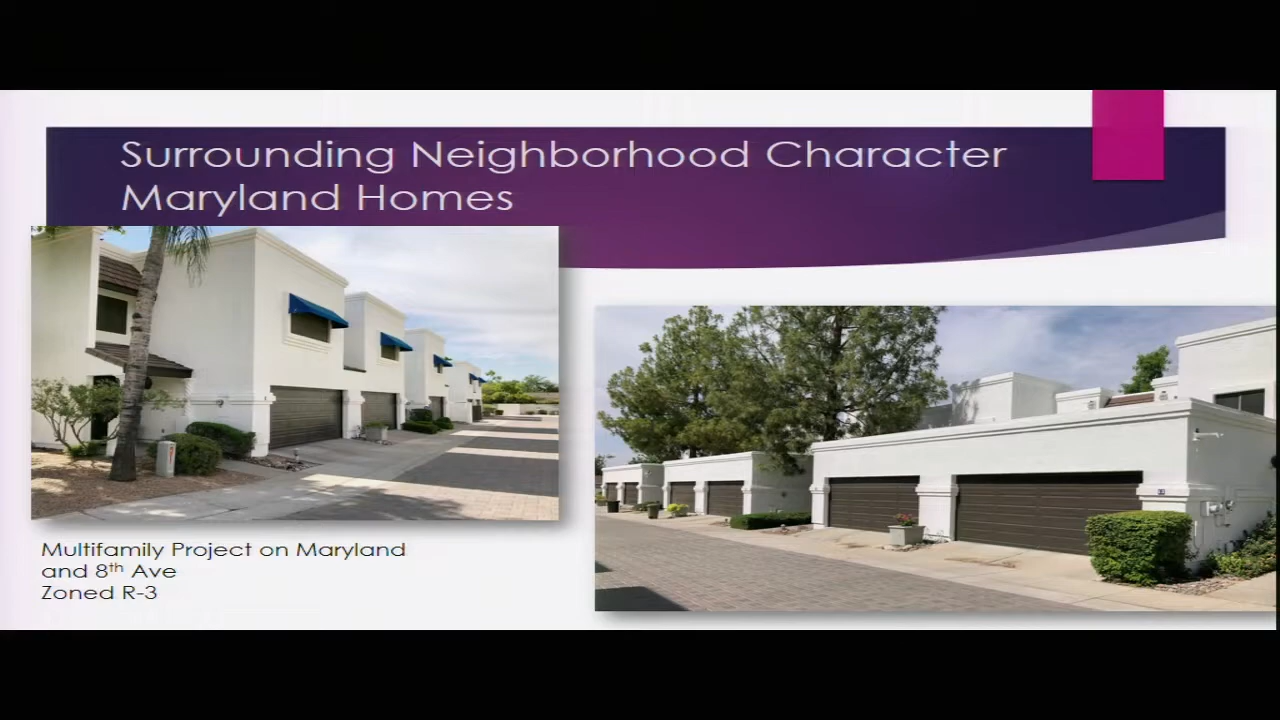 Surrounding Neighborhood Character
Maryland Homes
Multifamily Project on Maryland
and 8th Ave
Zoned R-3